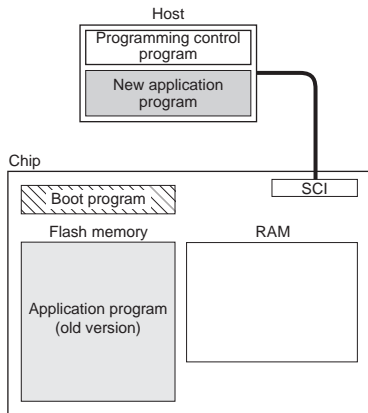 Host
Programming control
program
New application
program
Chip
SCI
Boot program
Flash memory
RAM
Application program
(old version)